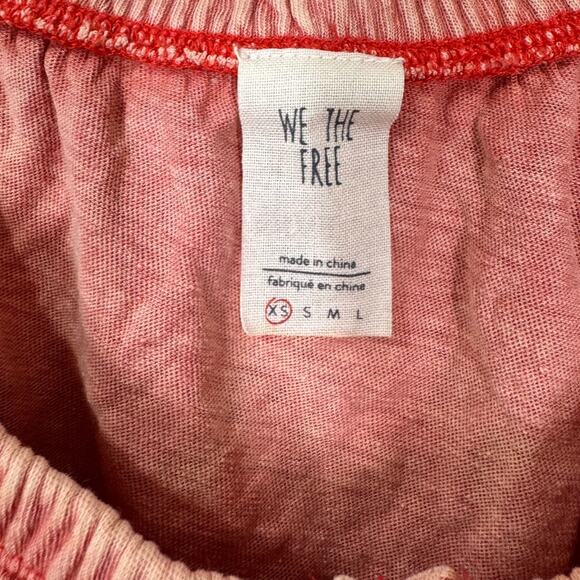 WE THE
FREE
made in china
fabriqué en chine
XS S M L